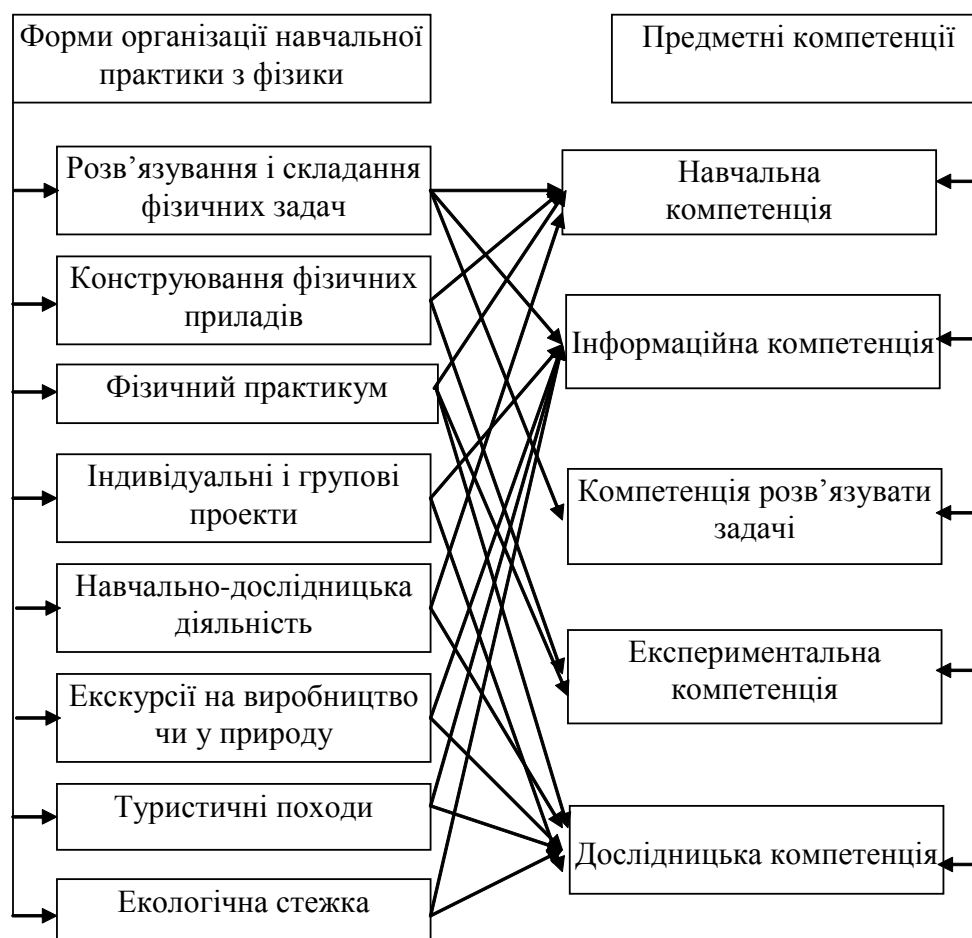 Форми організації навчальної
практики з фізики
Предметні компетенції
Розв’язування і складання
фізичних задач
Конструювання фізичних
приладів
Фізичний практикум
Індивідуальні і групові
проекти
Навчально-дослідницька
діяльність
Екскурсії на виробництво
чи у природу
Туристичні походи
Екологічна стежка
Навчальна
компетенція
Інформаційна компетенція
Компетенція розв’язувати
задачі
Експериментальна
компетенція
Дослідницька компетенція